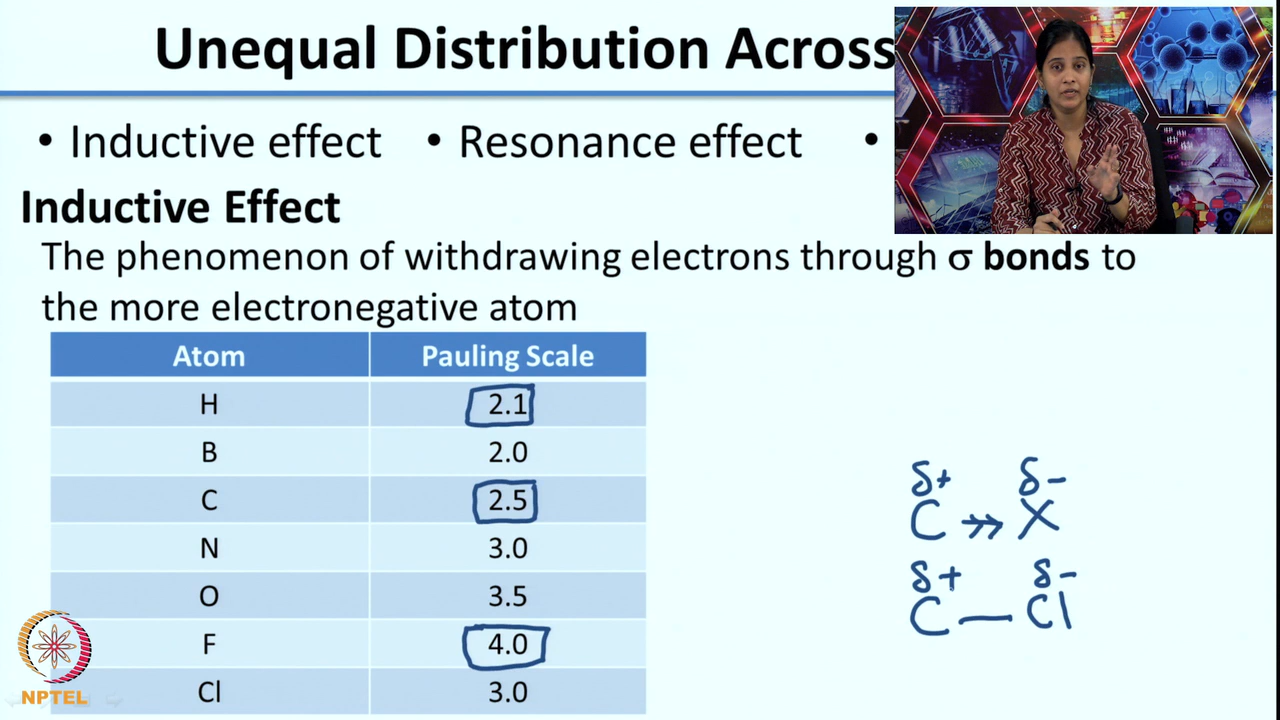 Unequal Distribution Across
• Inductive effect • Resonance effect •
Inductive Effect
The phenomenon of withdrawing electrons through σ bonds to
the more electronegative atom
Atom Pauling Scale
H 2.1
B 2.0
C 2.5
N 3.0
O 3.5
F 4.0
Cl 3.0
δ+ δ-
C ↠ X
δ+ δ-
C — Cl
NPTEL